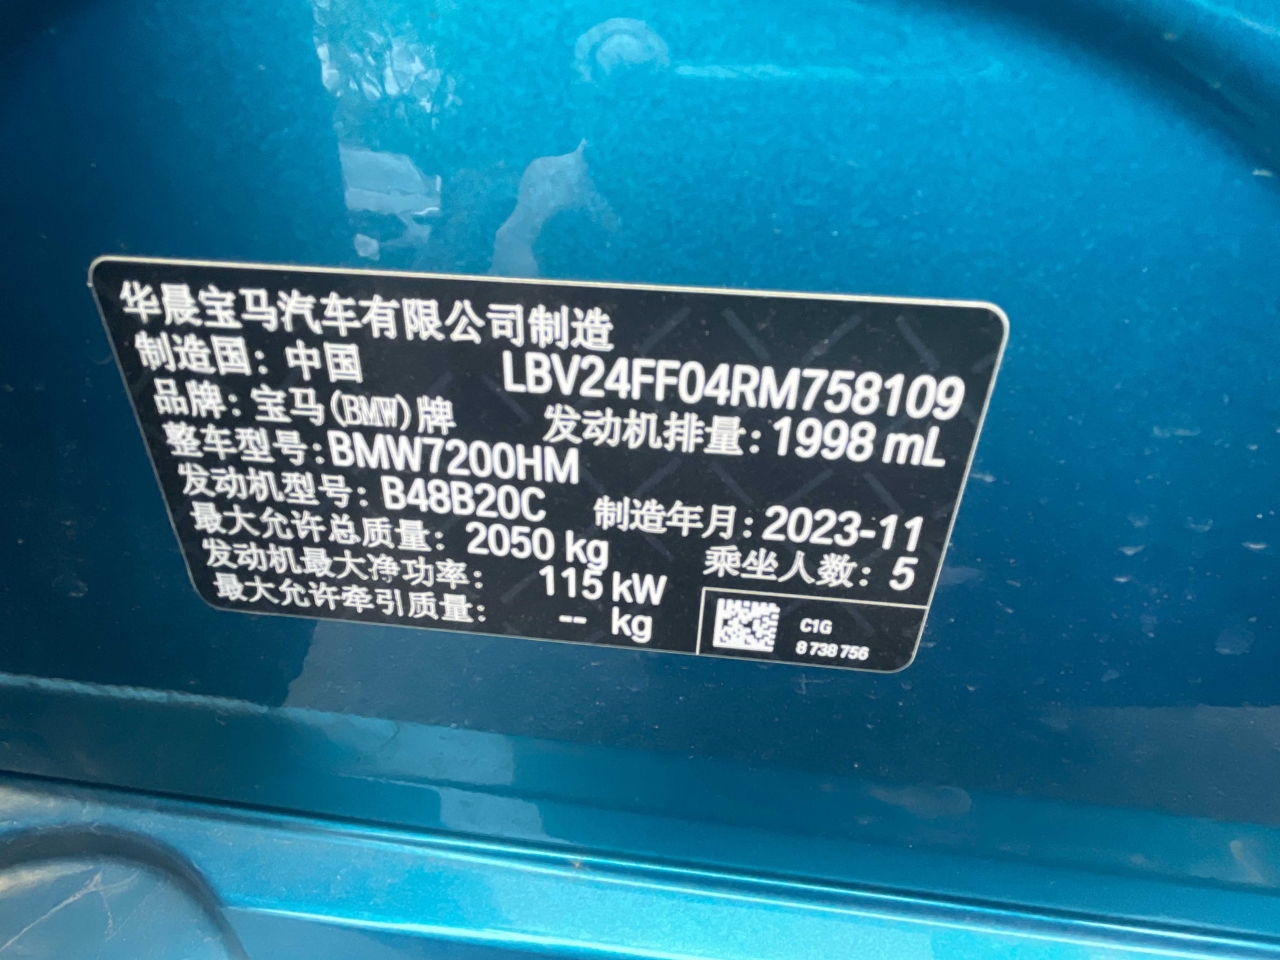 华晨宝马汽车有限公司制造
制造国：中国
LBV24FF04RM758109
品牌：宝马(BMW)牌
发动机排量：1998 mL
整车型号：BMW7200HM
发动机型号：B48B20C
制造年月：2023-11
最大允许总质量：2050 kg
乘坐人数：5
发动机最大净功率：115 kW
最大允许牵引质量：-- kg
C1G
8 738 756